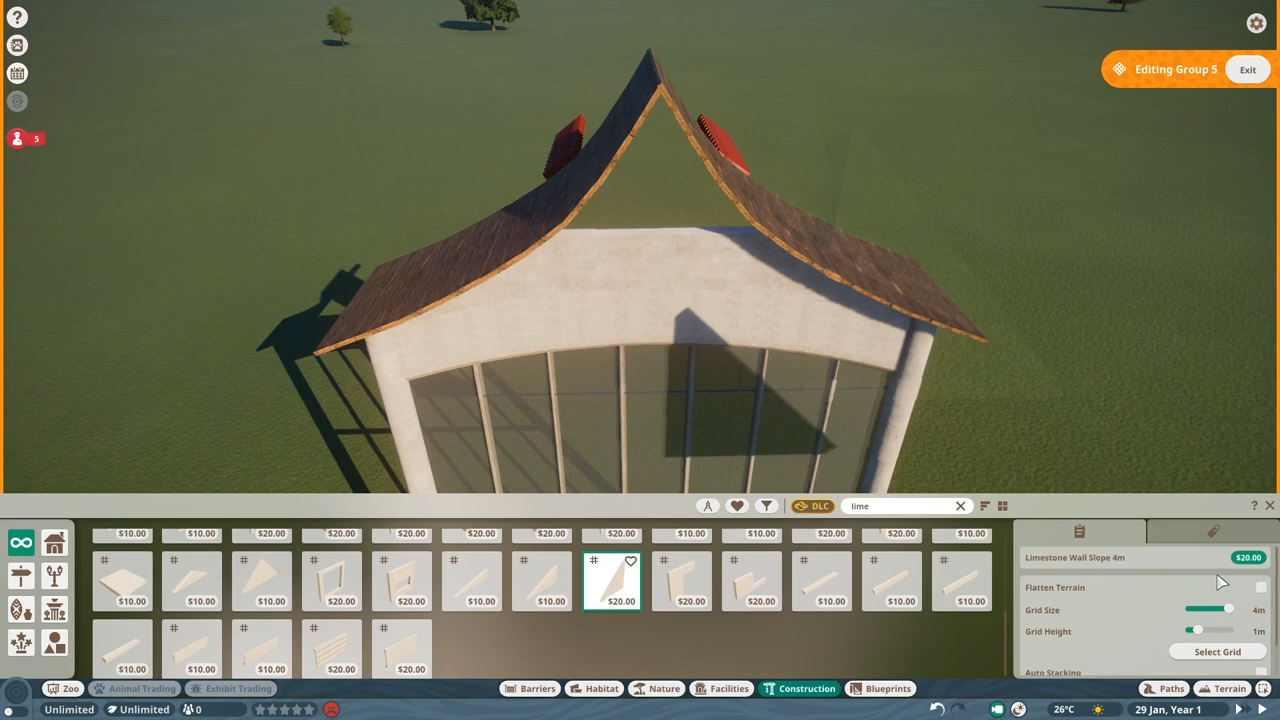 ?
Editing Group 5
Exit
5
DLC
lime
?
$10.00 $10.00 $20.00 $20.00 $20.00 $20.00 $20.00 $20.00 $20.00 $10.00 $20.00 $20.00 $10.00
Limestone Wall Slope 4m
$20.00
$10.00 $10.00 $10.00 $20.00 $20.00 $10.00 $10.00 $20.00 $20.00 $20.00 $10.00 $10.00 $10.00
Flatten Terrain
Grid Size
4m
Grid Height
1m
Select Grid
$10.00 $10.00 $10.00 $20.00 $20.00
Auto Stacking
Zoo
Animal Trading
Exhibit Trading
Barriers
Habitat
Nature
Facilities
Construction
Blueprints
Paths
Terrain
Unlimited
Unlimited
0
26°C
29 Jan, Year 1